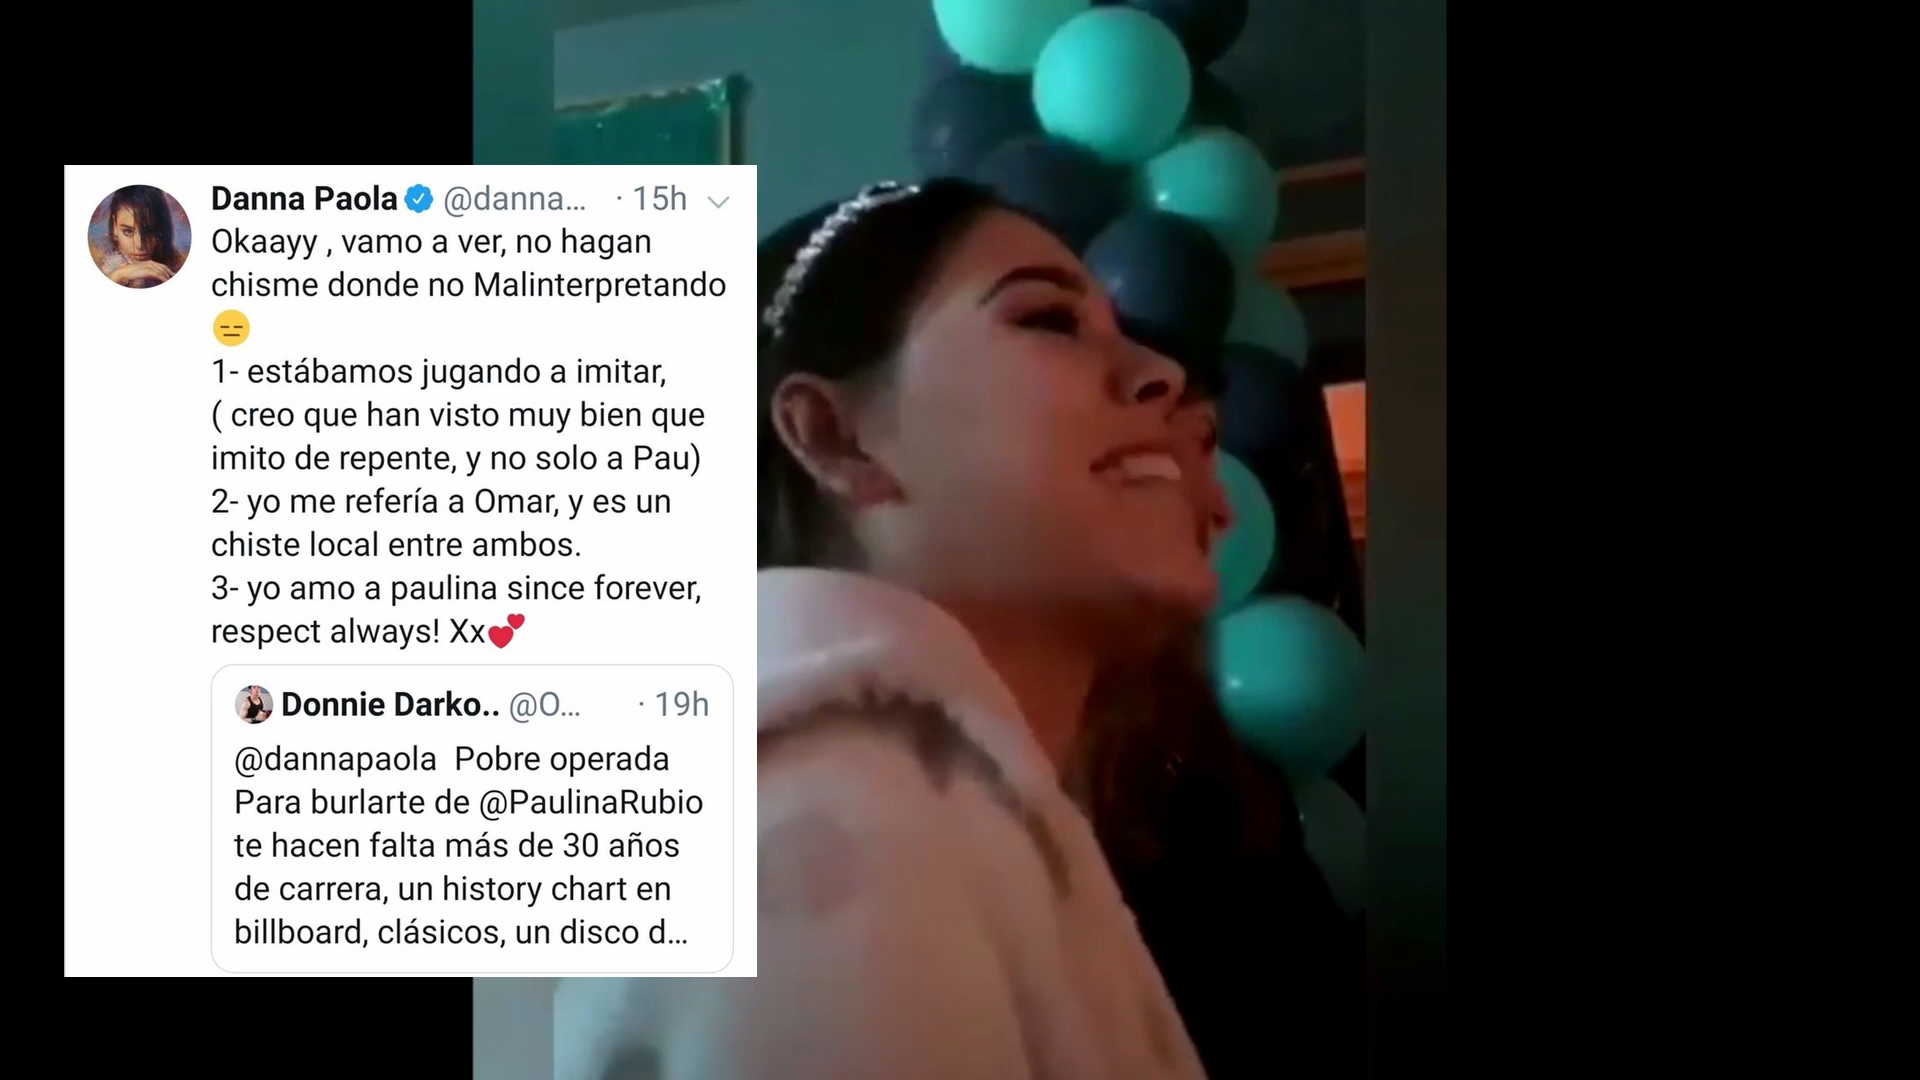 Danna Paola @danna... · 15h
Okaayy , vamo a ver, no hagan
chisme donde no Malinterpretando
😑
1- estábamos jugando a imitar,
( creo que han visto muy bien que
imito de repente, y no solo a Pau)
2- yo me refería a Omar, y es un
chiste local entre ambos.
3- yo amo a paulina since forever,
respect always! Xx💕
Donnie Darko.. @O... · 19h
@dannapaola Pobre operada
Para burlarte de @PaulinaRubio
te hacen falta más de 30 años
de carrera, un history chart en
billboard, clásicos, un disco d...